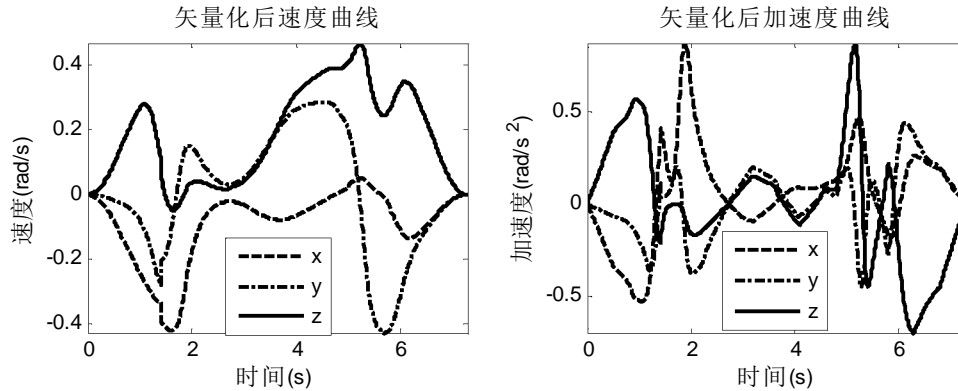 矢量化后速度曲线
0.4
0.2
0
-0.2
-0.4
速度(rad/s)
0
2
4
6
时间(s)
x
y
z
矢量化后加速度曲线
0.5
0
-0.5
加速度(rad/s²)
0
2
4
6
时间(s)
x
y
z